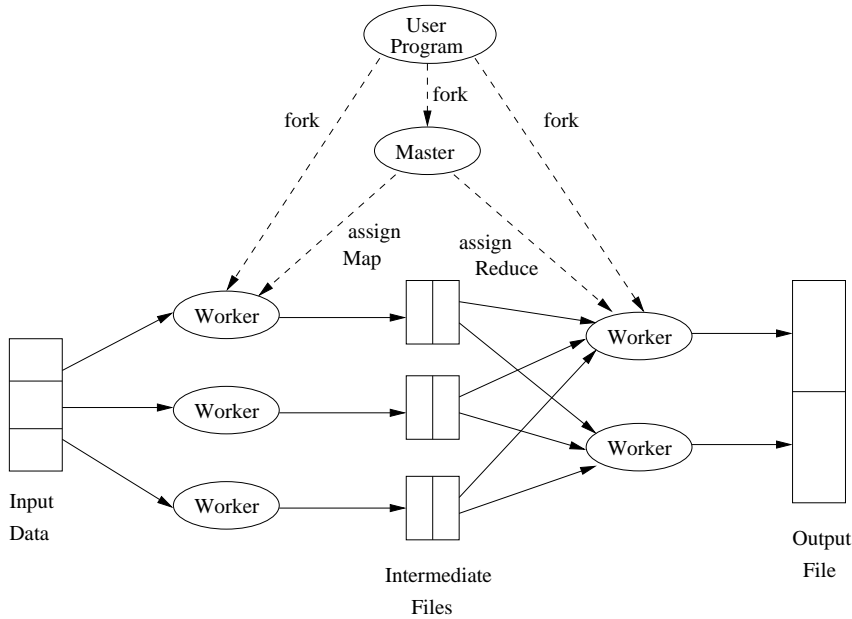 User
Program
fork
fork
fork
Master
assign
Map
assign
Reduce
Worker
Worker
Worker
Worker
Worker
Input
Data
Intermediate
Files
Output
File